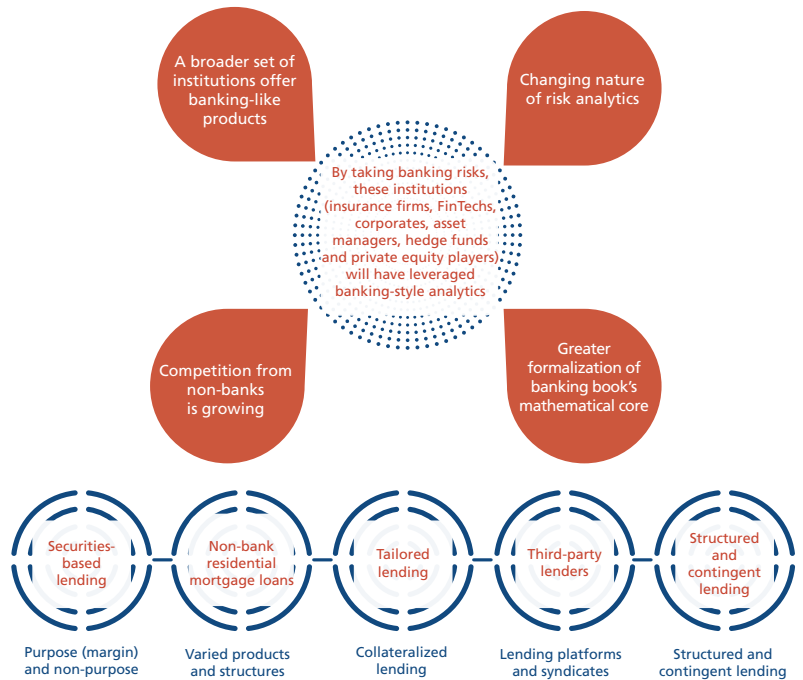 A broader set of
institutions offer
banking-like
products
Changing nature
of risk analytics
By taking banking risks,
these institutions
(insurance firms, FinTechs,
corporates, asset
managers, hedge funds
and private equity players)
will have leveraged
banking-style analytics
Competition from
non-banks
is growing
Greater
formalization of
banking book’s
mathematical core
Securities-
based
lending
Non-bank
residential
mortgage loans
Tailored
lending
Third-party
lenders
Structured
and
contingent
lending
Purpose (margin)
and non-purpose
Varied products
and structures
Collateralized
lending
Lending platforms
and syndicates
Structured and
contingent lending